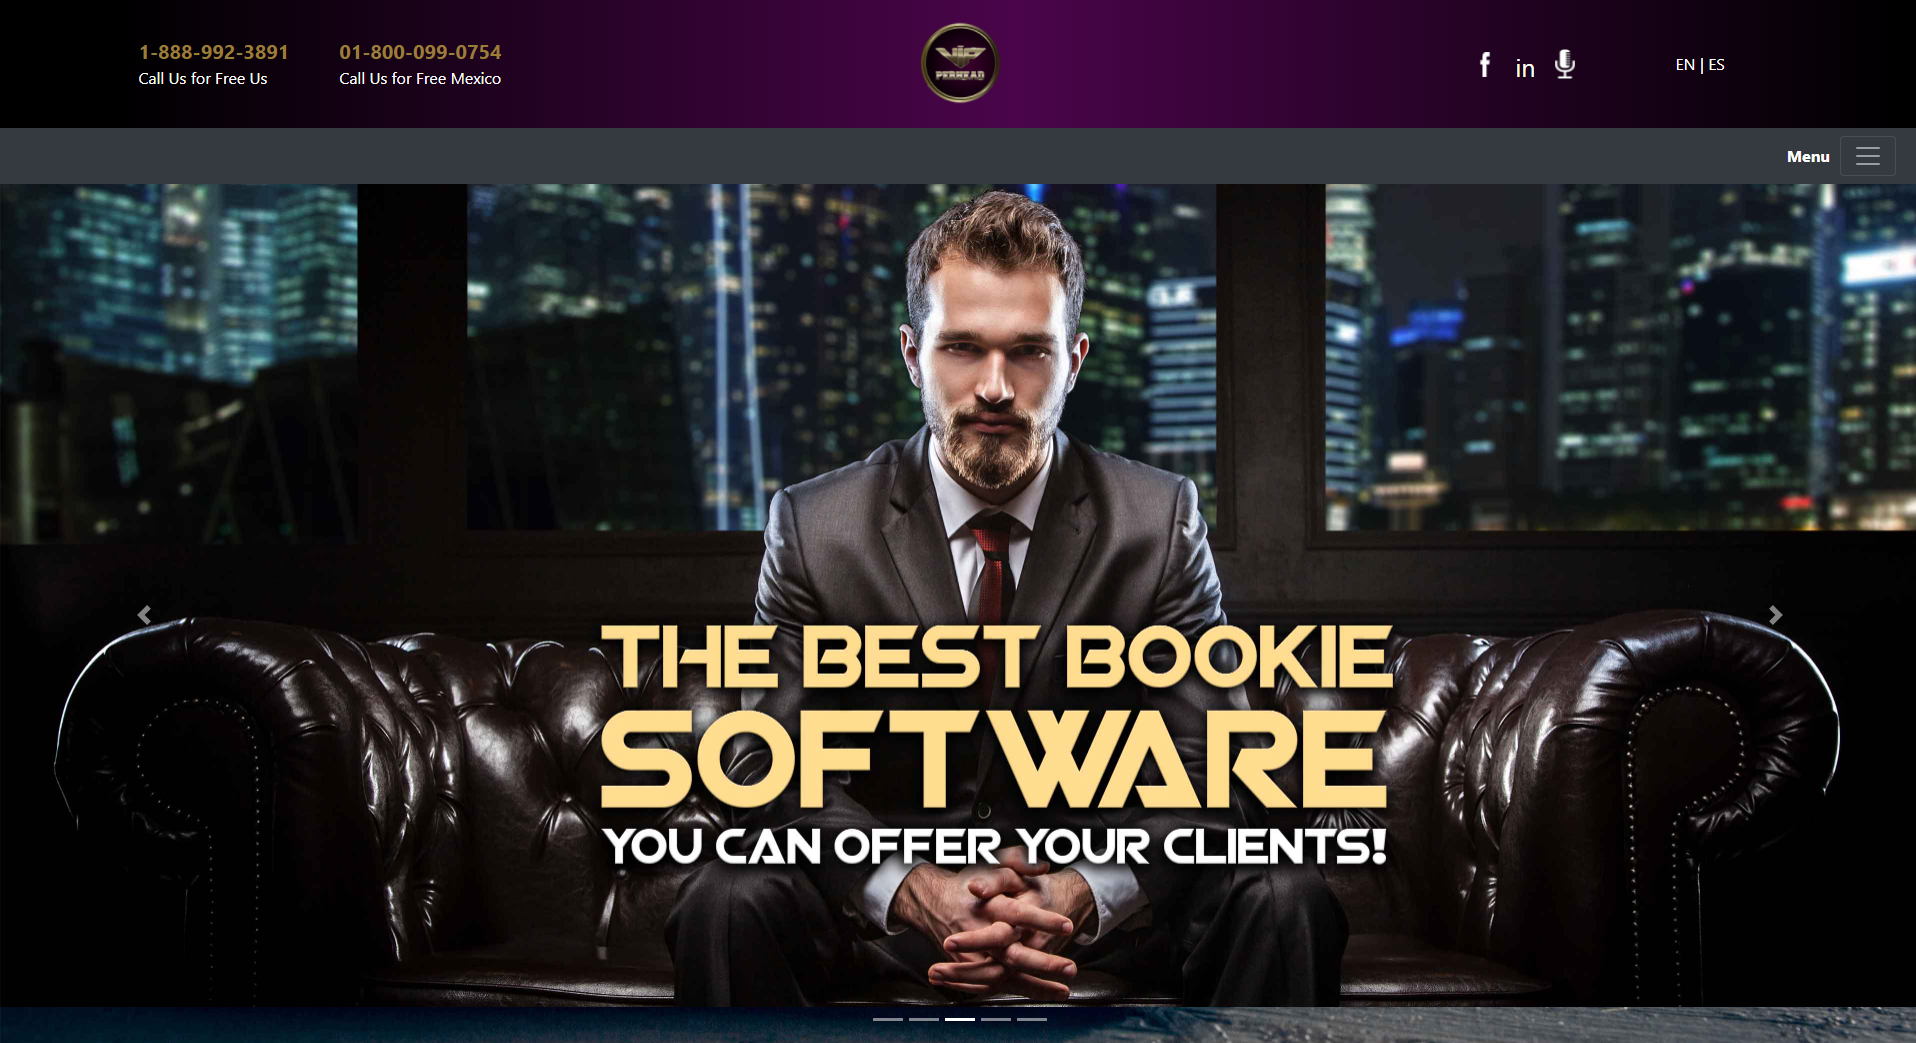 1-888-992-3891
Call Us for Free Us
01-800-099-0754
Call Us for Free Mexico
VIP
PERHEAD
f
in
EN | ES
Menu
THE BEST BOOKIE
SOFTWARE
YOU CAN OFFER YOUR CLIENTS!